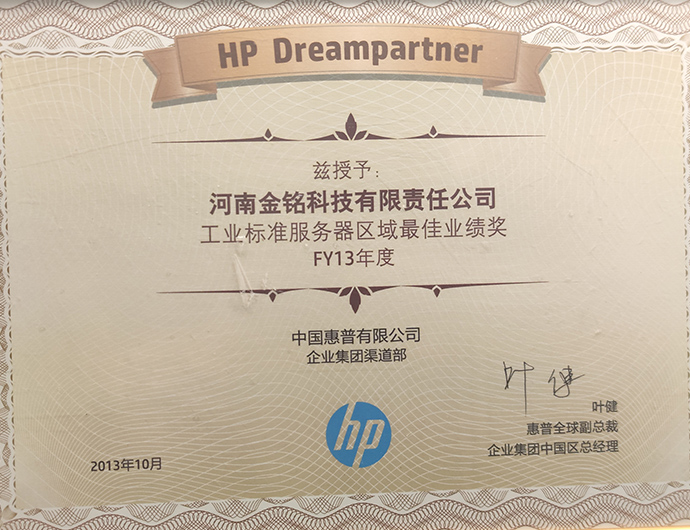 HP Dreampartner
兹授予：
河南金铭科技有限责任公司
工业标准服务器区域最佳业绩奖
FY13年度
中国惠普有限公司
企业集团渠道部
叶健
hp
叶健
惠普全球副总裁
企业集团中国区总经理
2013年10月